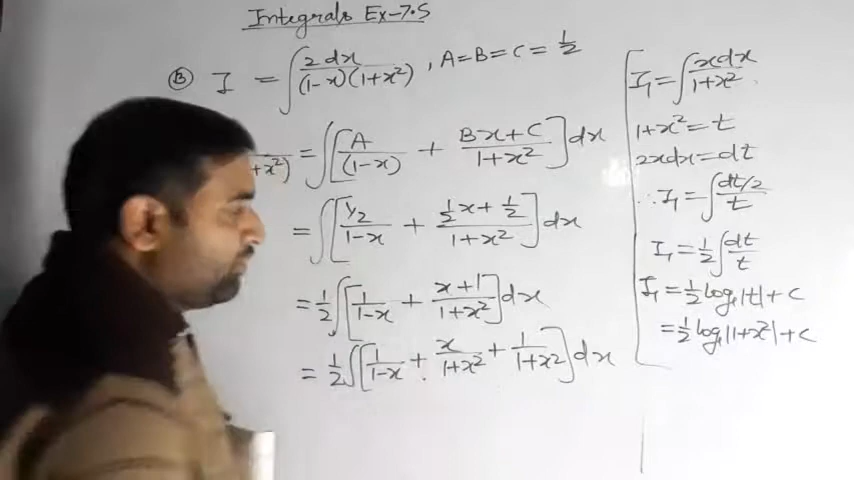 Integrals Ex-7.5
(13) I = ∫ 2dx/(1-x)(1+x²), A=B=C=1/2
+x²) = ∫[A/(1-x) + Bx+C/1+x²]dx
= ∫[1/2/1-x + 1/2x+1/2/1+x²]dx
= 1/2∫[1/1-x + x+1/1+x²]dx
= 1/2∫[1/1-x + x/1+x² + 1/1+x²]dx
I₁ = ∫xdx/1+x²
1+x²=t
2xdx=dt
∴ I₁ = ∫dt/2/t
I₁ = 1/2∫dt/t
I₁ = 1/2 logₑ|t|+c
= 1/2 logₑ|1+x²|+c